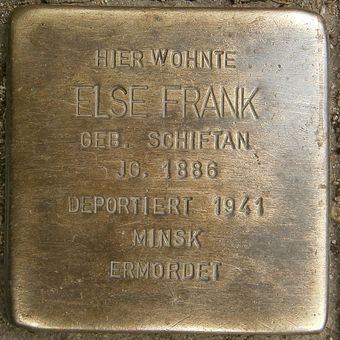 HIER WOHNTE
ELSE FRANK
GEB. SCHIFTAN
JG. 1886
DEPORTIERT 1941
MINSK
ERMORDET